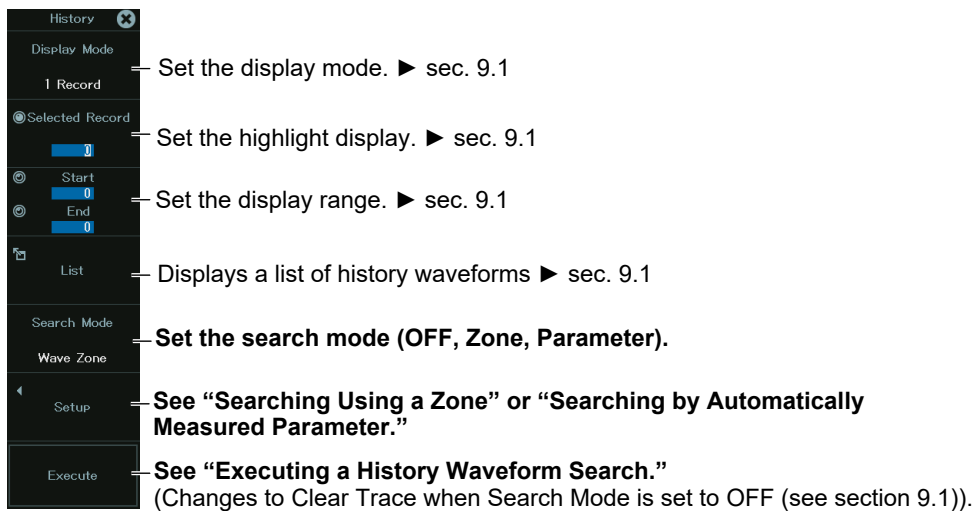 History
Display Mode
1 Record
Set the display mode. ► sec. 9.1
Selected Record
0
Set the highlight display. ► sec. 9.1
Start
0
End
0
Set the display range. ► sec. 9.1
List
Displays a list of history waveforms ► sec. 9.1
Search Mode
Wave Zone
Set the search mode (OFF, Zone, Parameter).
Setup
See “Searching Using a Zone” or “Searching by Automatically
Measured Parameter.”
Execute
See “Executing a History Waveform Search.”
(Changes to Clear Trace when Search Mode is set to OFF (see section 9.1)).